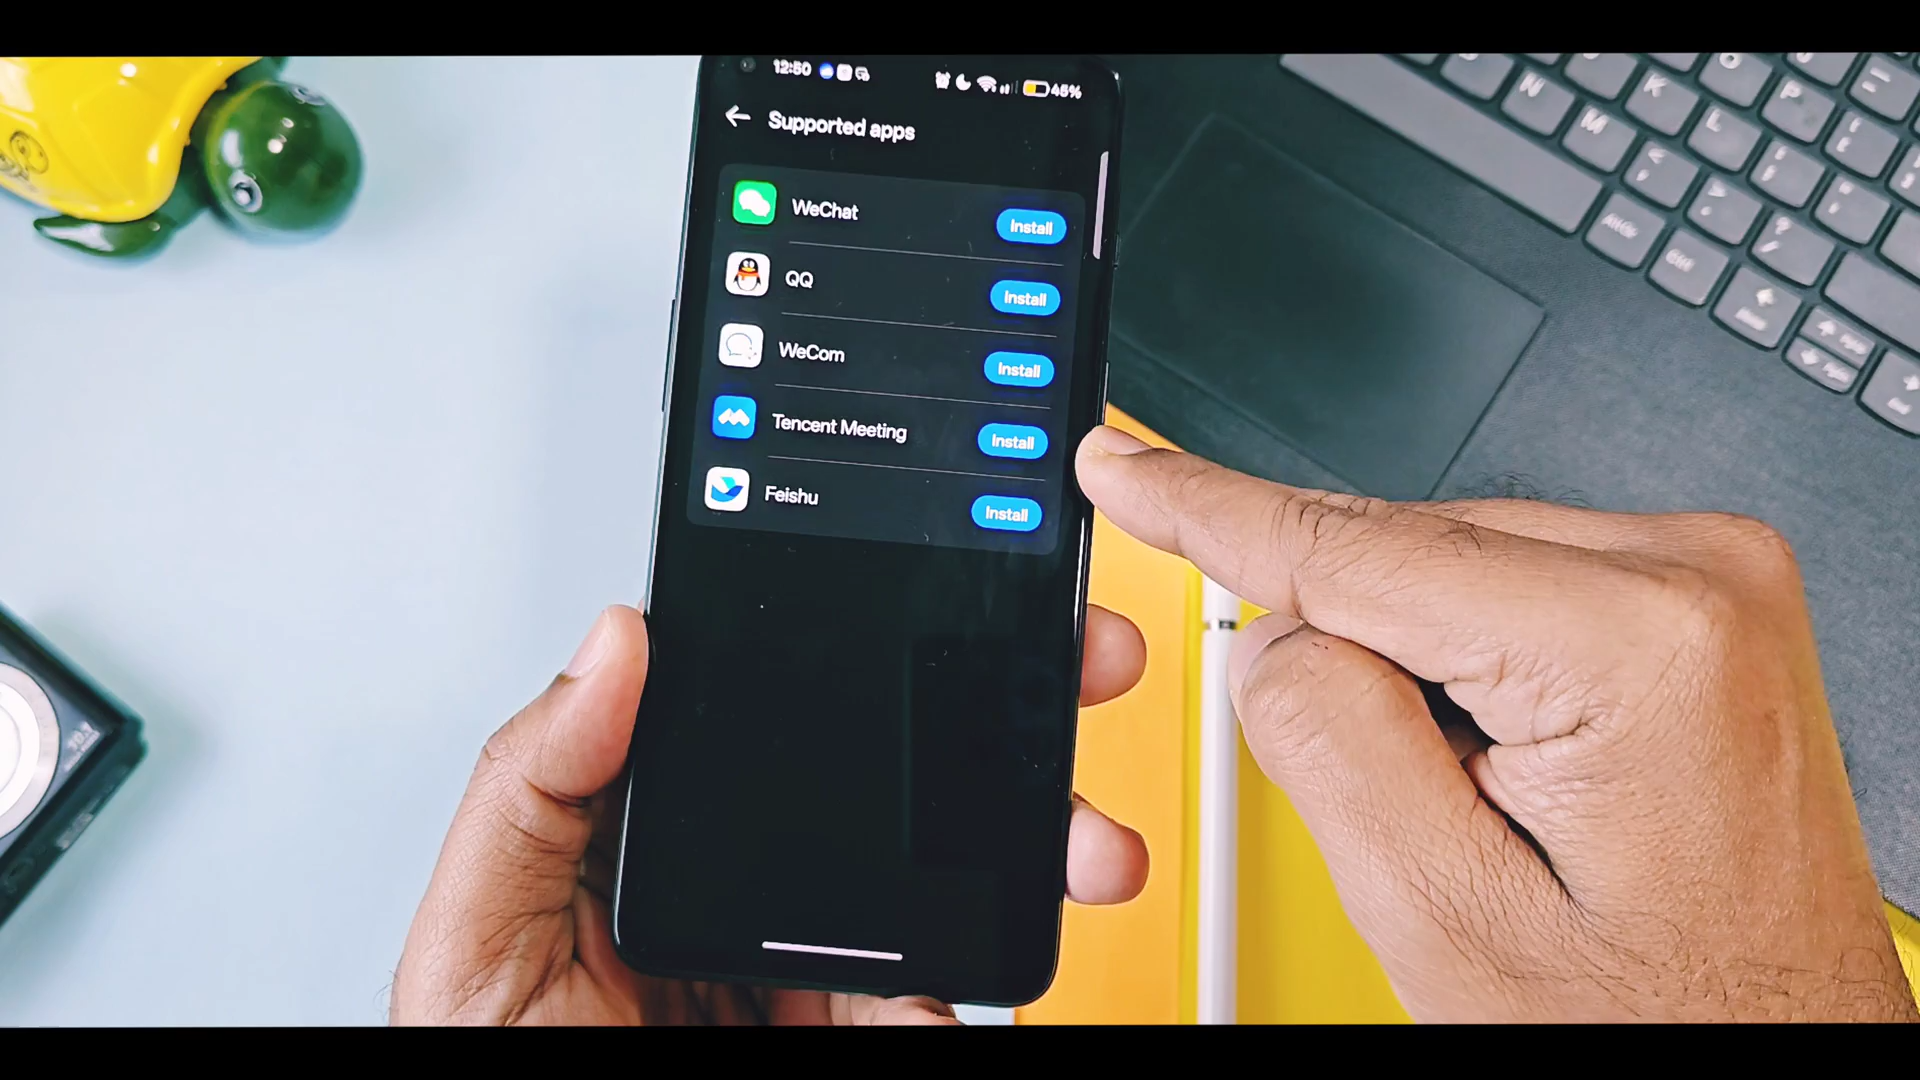 12:50
45%
Supported apps
WeChat
Install
QQ
Install
WeCom
Install
Tencent Meeting
Install
Feishu
Install
N
M
K
L
P